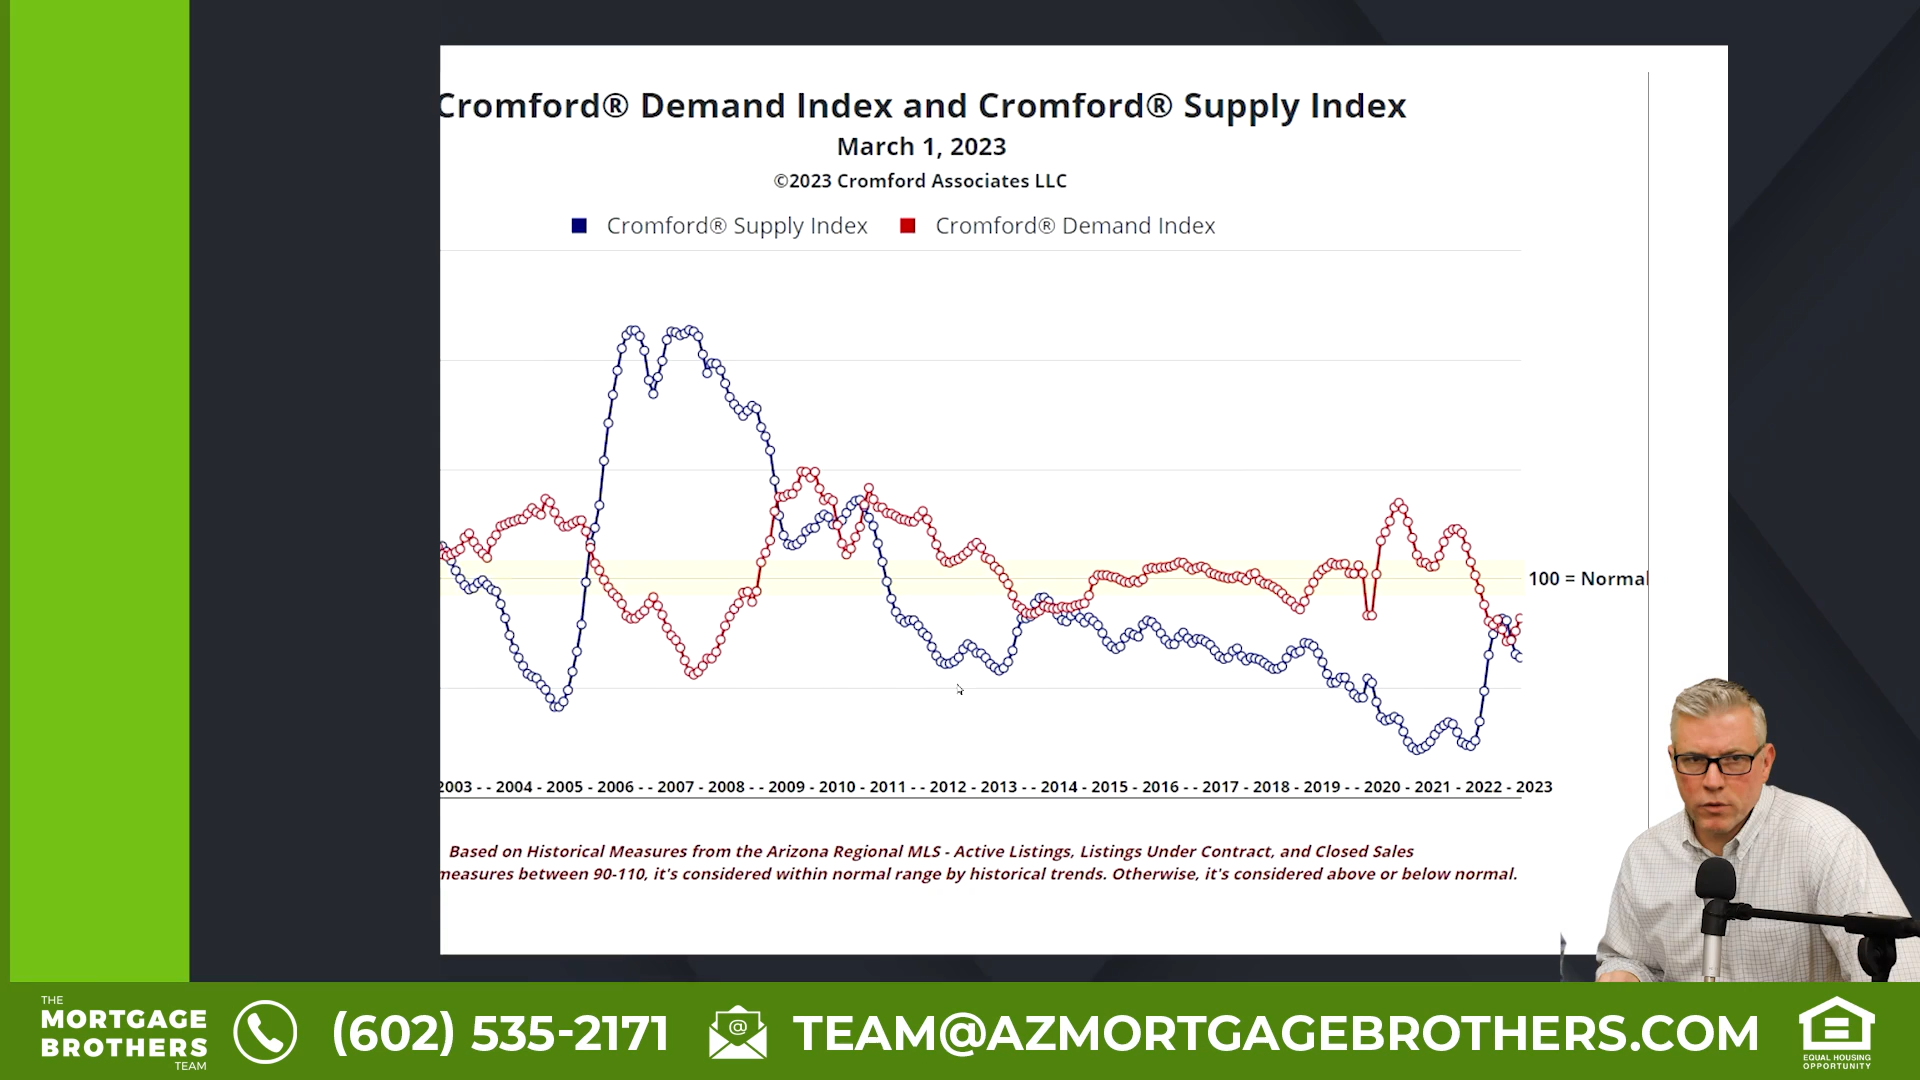 Cromford® Demand Index and Cromford® Supply Index
March 1, 2023
©2023 Cromford Associates LLC
Cromford® Supply Index Cromford® Demand Index
100 = Normal
2003 - - 2004 - 2005 - 2006 - - 2007 - 2008 - - 2009 - 2010 - 2011 - - 2012 - 2013 - - 2014 - 2015 - 2016 - - 2017 - 2018 - 2019 - - 2020 - 2021 - 2022 - 2023
Based on Historical Measures from the Arizona Regional MLS - Active Listings, Listings Under Contract, and Closed Sales
measures between 90-110, it's considered within normal range by historical trends. Otherwise, it's considered above or below normal.
THE
MORTGAGE
BROTHERS
TEAM
(602) 535-2171
@
TEAM@AZMORTGAGEBROTHERS.COM
EQUAL HOUSING
OPPORTUNITY